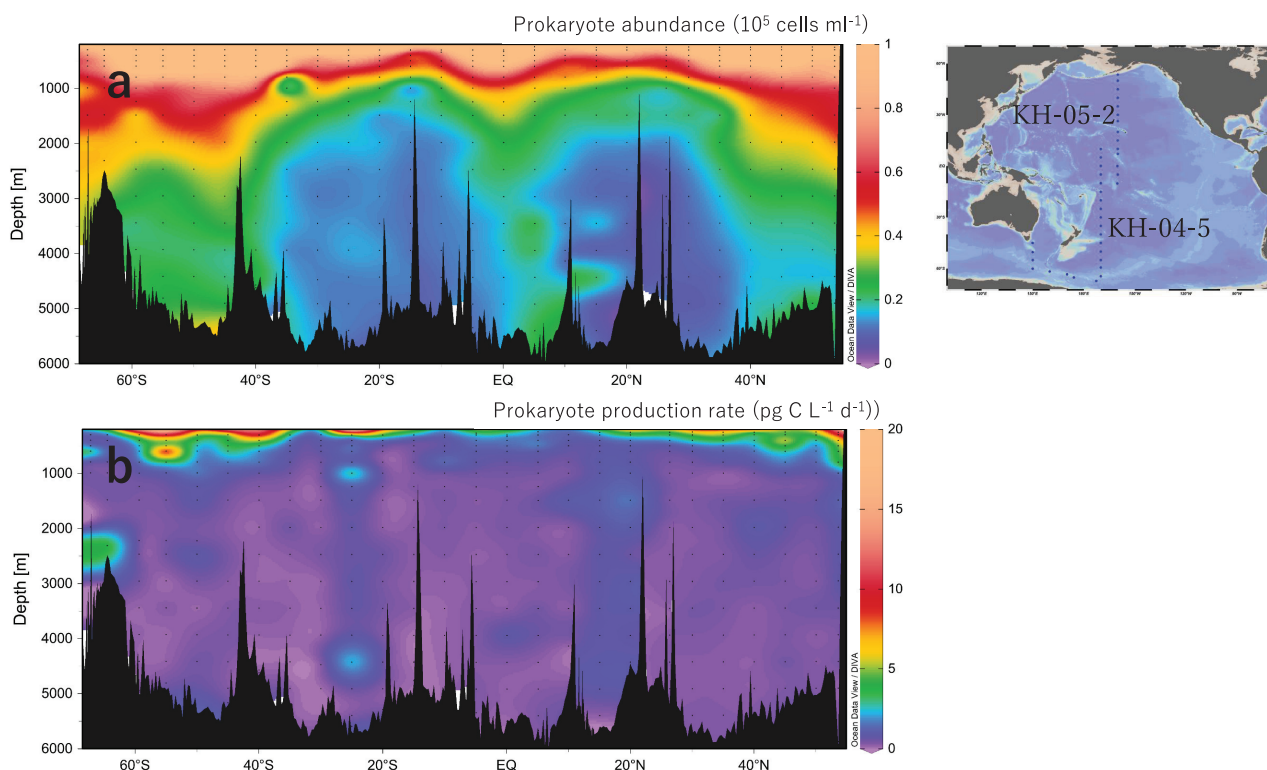 Prokaryote abundance (10⁵ cells ml⁻¹)
a
Depth [m]
1000
2000
3000
4000
5000
6000
60°S
40°S
20°S
EQ
20°N
40°N
1
0.8
0.6
0.4
0.2
0
Ocean Data View / DIVA
KH-05-2
KH-04-5
Prokaryote production rate (pg C L⁻¹ d⁻¹))
b
Depth [m]
1000
2000
3000
4000
5000
6000
60°S
40°S
20°S
EQ
20°N
40°N
20
15
10
5
0
Ocean Data View / DIVA